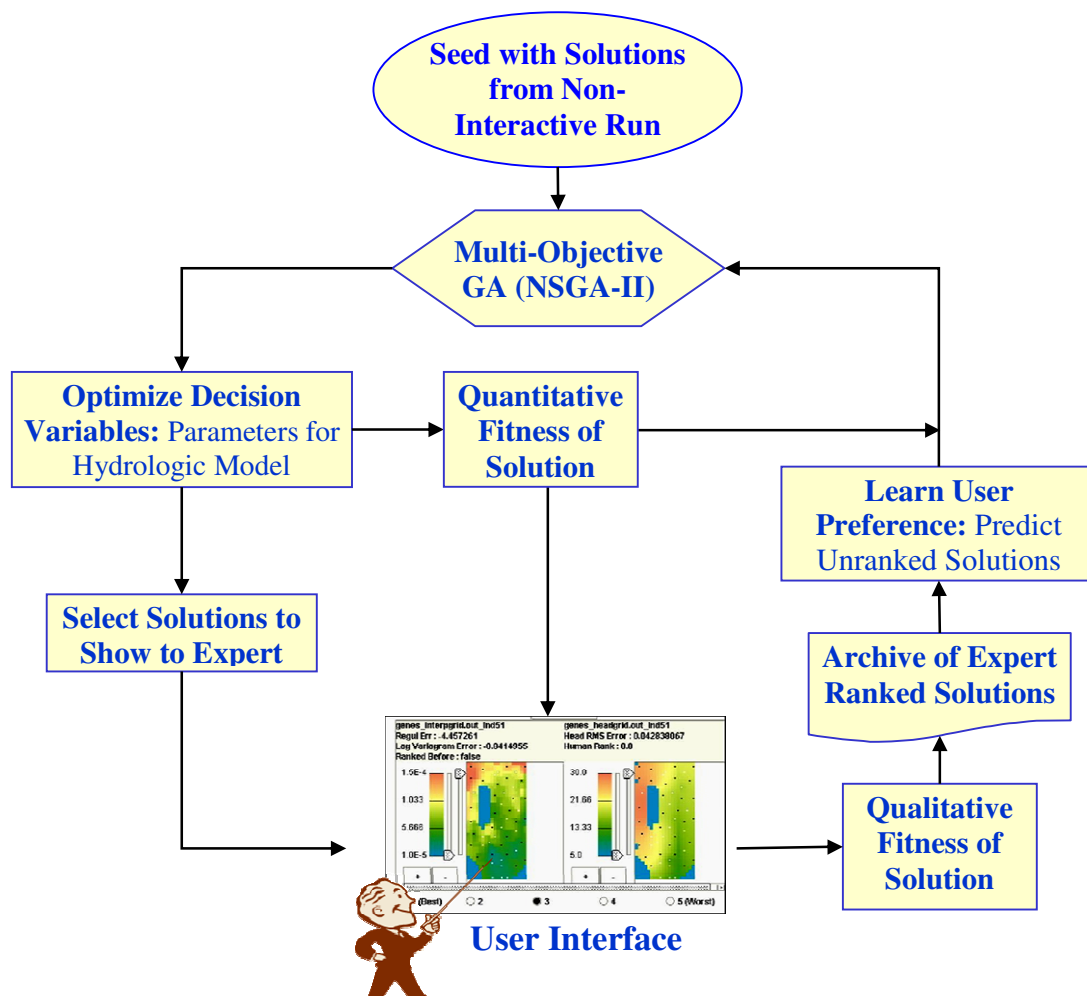 Seed with Solutions
from Non-
Interactive Run
Multi-Objective
GA (NSGA-II)
Optimize Decision
Variables: Parameters for
Hydrologic Model
Quantitative
Fitness of
Solution
Learn User
Preference: Predict
Unranked Solutions
Select Solutions to
Show to Expert
Archive of Expert
Ranked Solutions
genes_interpgrid.out_ind51
Regul Err : -4.457261
Log Variogram Error : -0.0414955
Ranked Before : false
1.5E-4
1.033
5.666
1.0E-5
genes_headgrid.out_ind51
Head RMS Error : 0.042838067
Human Rank : 0.0
30.0
21.66
13.33
5.0
(Best)
2
3
4
5 (Worst)
Qualitative
Fitness of
Solution
User Interface